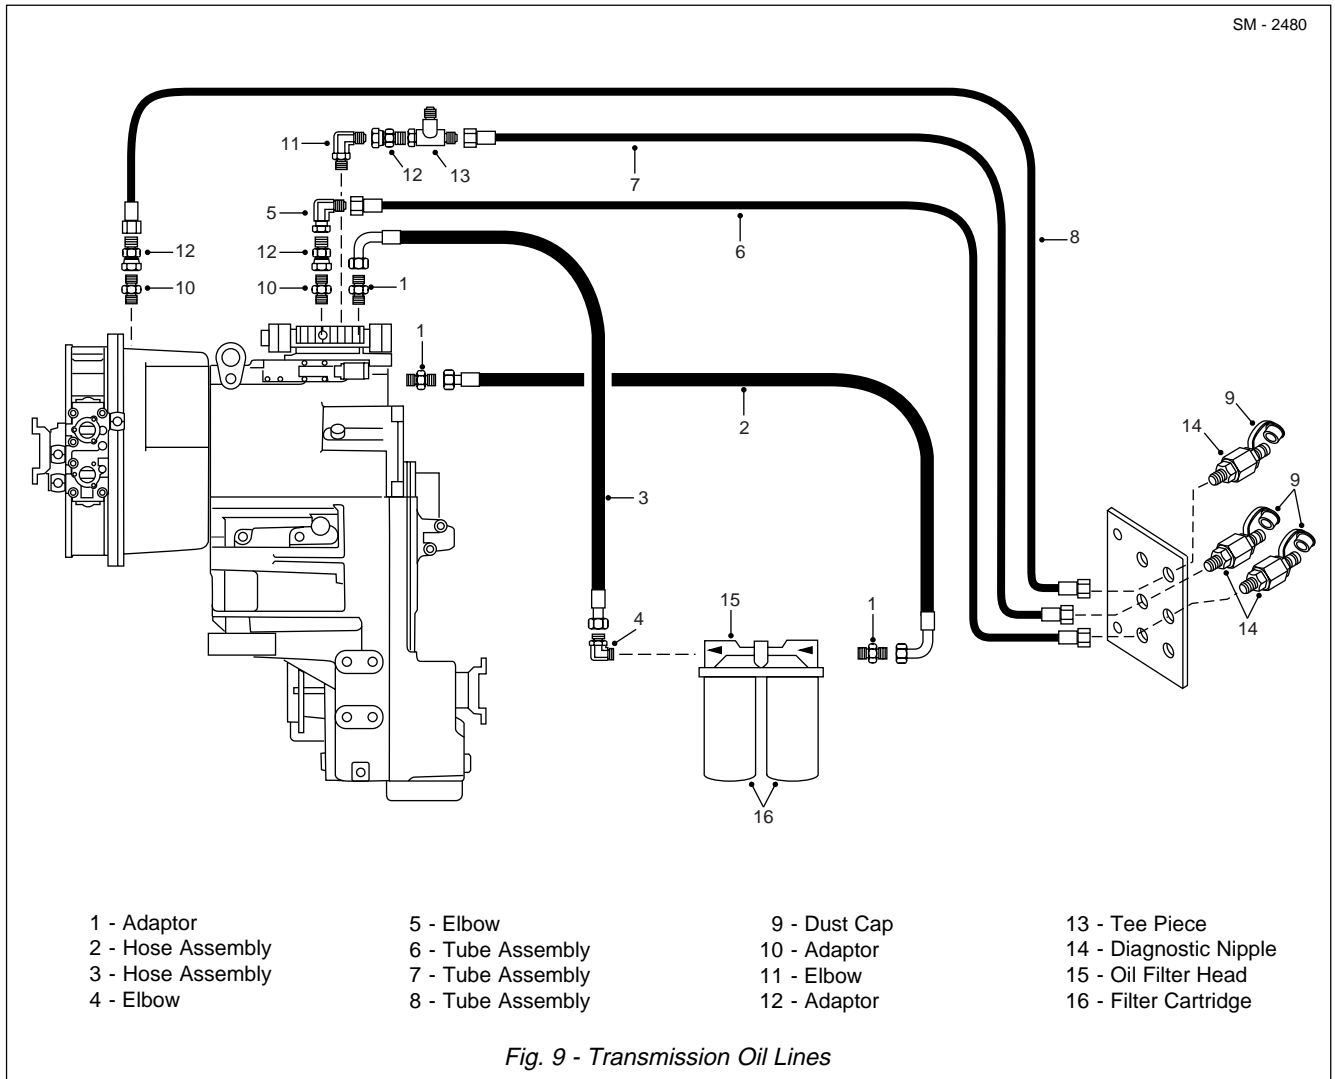 SM - 2480
11
12
13
7
5
6
8
12
12
10
10
1
1
2
9
14
3
9
15
4
1
14
16
1 - Adaptor
2 - Hose Assembly
3 - Hose Assembly
4 - Elbow
5 - Elbow
6 - Tube Assembly
7 - Tube Assembly
8 - Tube Assembly
9 - Dust Cap
10 - Adaptor
11 - Elbow
12 - Adaptor
13 - Tee Piece
14 - Diagnostic Nipple
15 - Oil Filter Head
16 - Filter Cartridge
Fig. 9 - Transmission Oil Lines